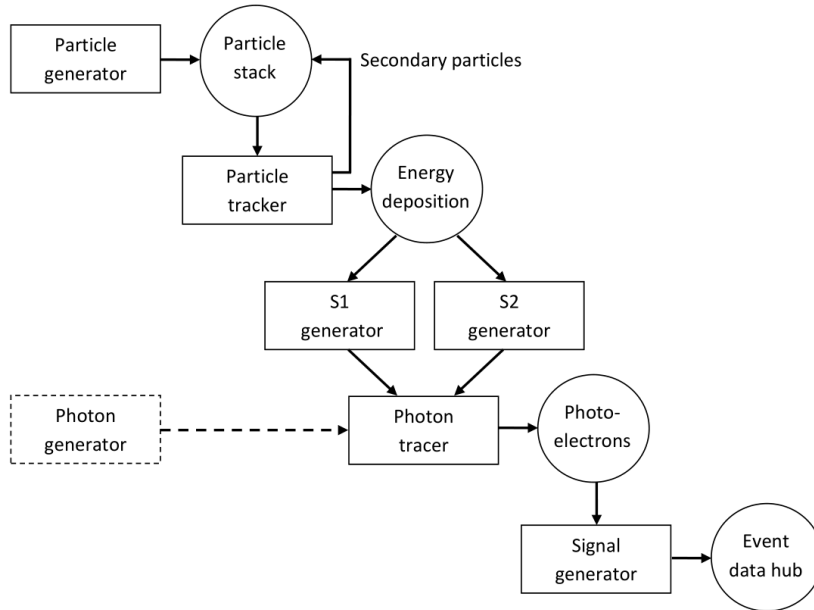 Particle
generator
Particle
stack
Secondary particles
Particle
tracker
Energy
deposition
S1
generator
S2
generator
Photon
generator
Photon
tracer
Photo-
electrons
Signal
generator
Event
data hub